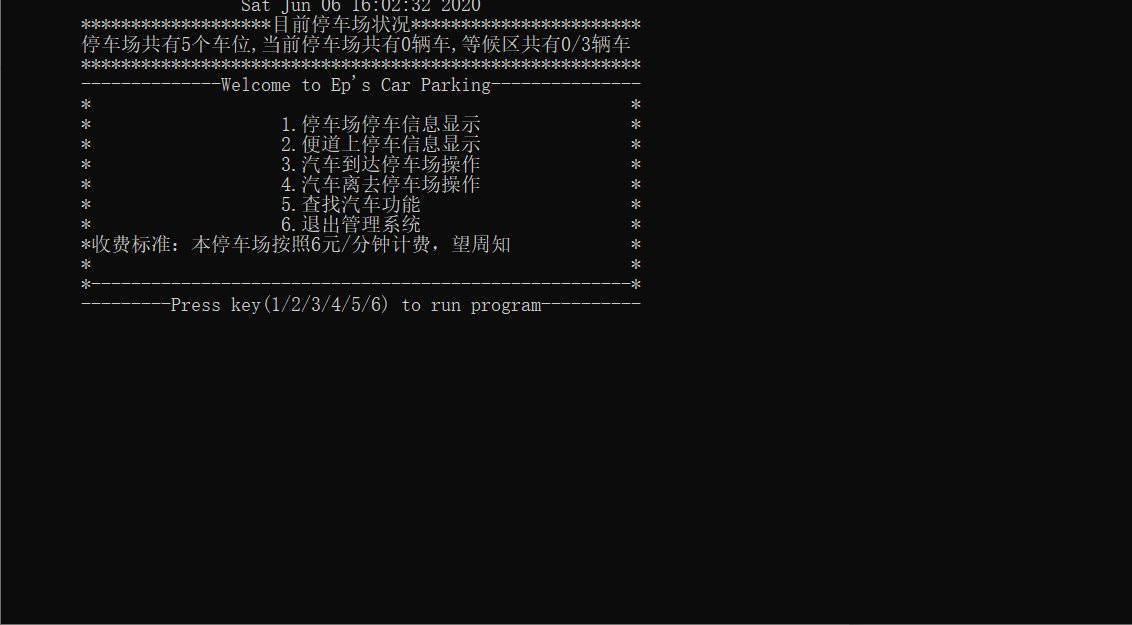 Sat Jun 06 16:02:32 2020
*******************目前停车场状况***********************
停车场共有5个车位,当前停车场共有0辆车,等候区共有0/3辆车
********************************************************
--------------Welcome to Ep's Car Parking---------------
* *
* 1.停车场停车信息显示 *
* 2.便道上停车信息显示 *
* 3.汽车到达停车场操作 *
* 4.汽车离去停车场操作 *
* 5.查找汽车功能 *
* 6.退出管理系统 *
*收费标准：本停车场按照6元/分钟计费，望周知 *
* *
*------------------------------------------------------*
---------Press key(1/2/3/4/5/6) to run program----------